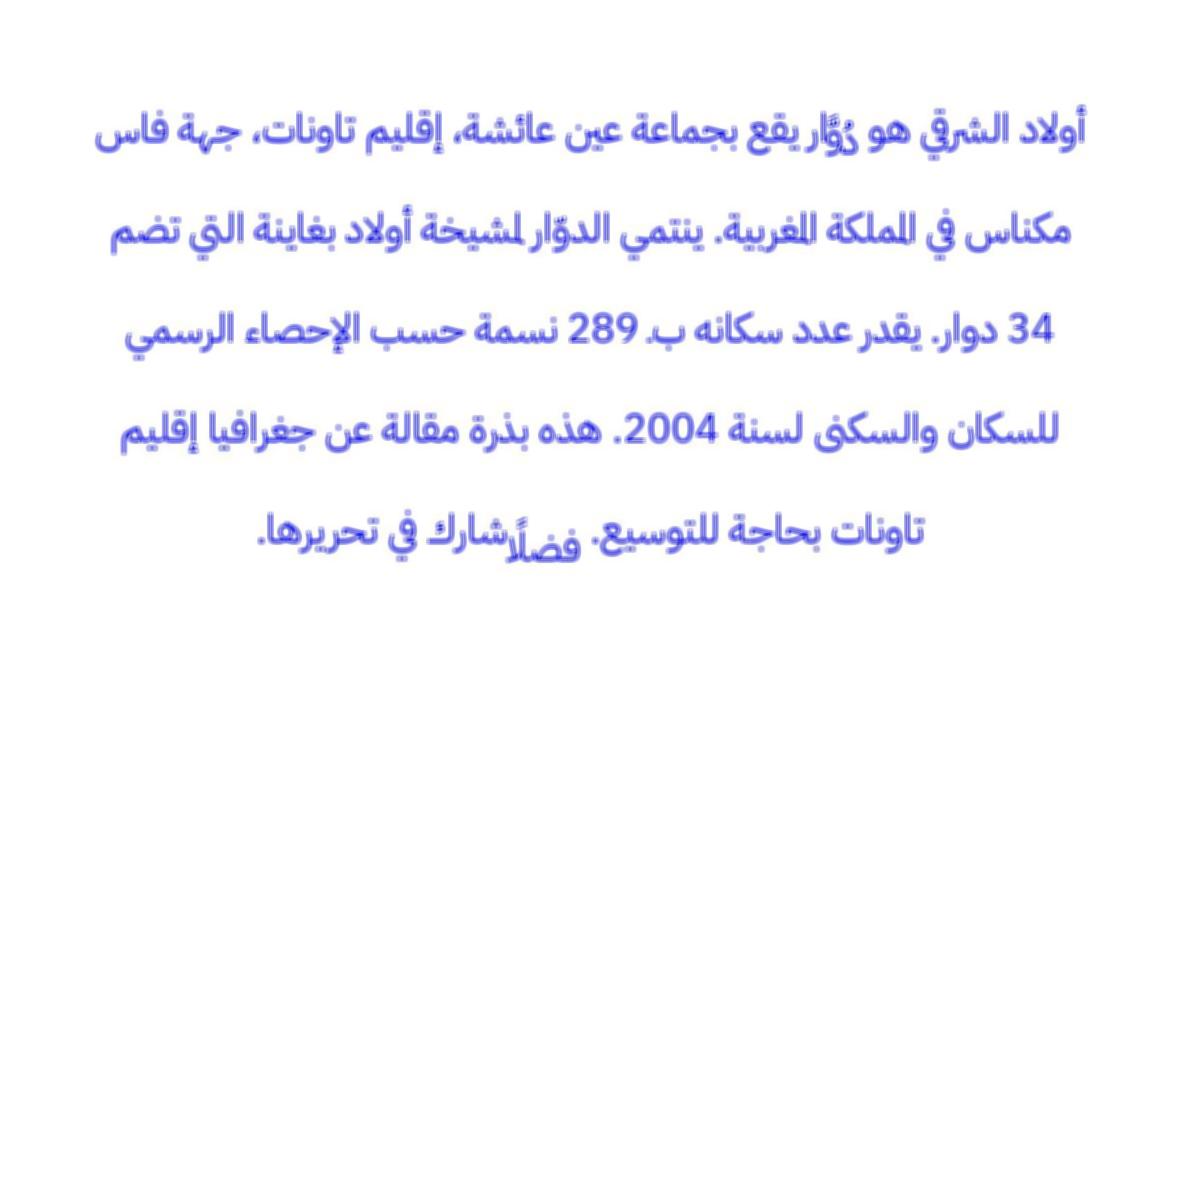 أولاد الشرقي هو دُوَّار يقع بجماعة عين عائشة، إقليم تاونات، جهة فاس
مكناس في المملكة المغربية. ينتمي الدوّار لمشيخة أولاد بغاينة التي تضم
34 دوار. يقدر عدد سكانه ب. 289 نسمة حسب الإحصاء الرسمي
للسكان والسكنى لسنة 2004. هذه بذرة مقالة عن جغرافيا إقليم
تاونات بحاجة للتوسيع. فضلًا شارك في تحريرها.